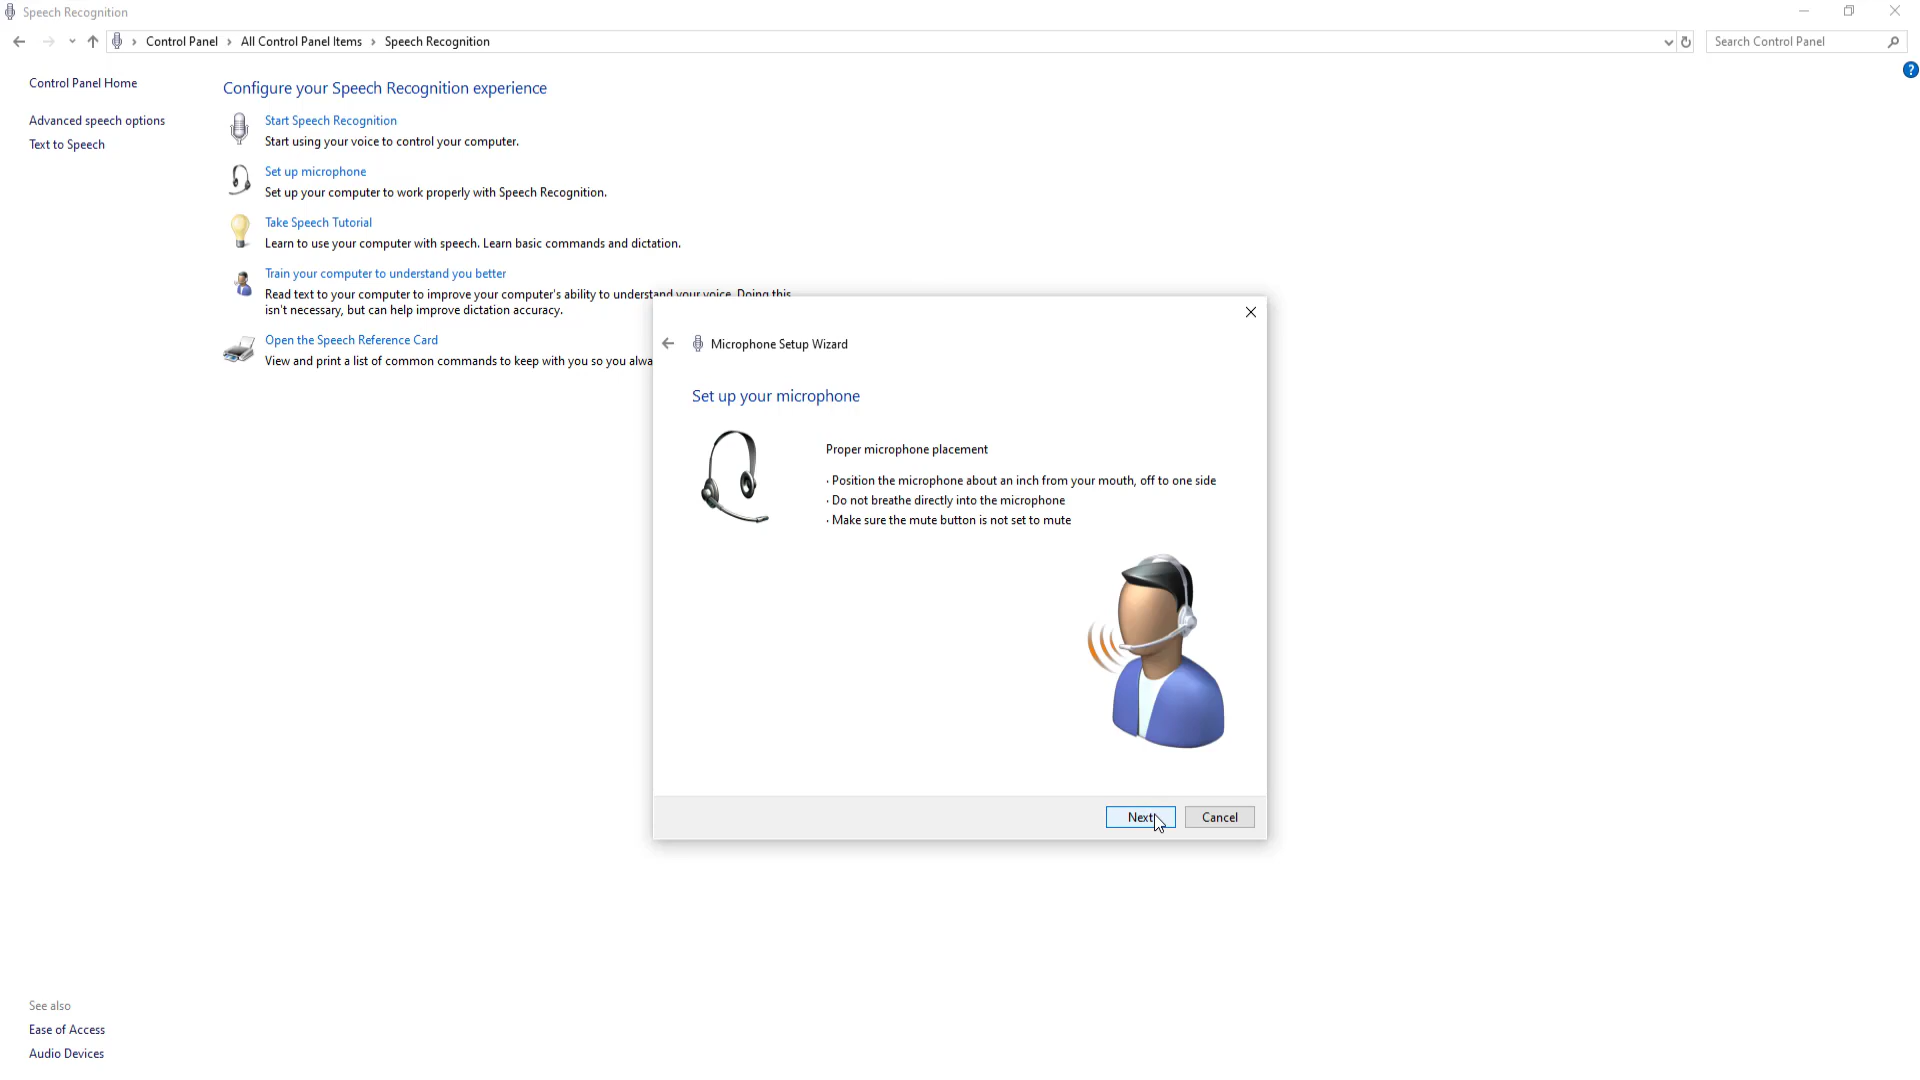 Speech Recognition
Control Panel › All Control Panel Items › Speech Recognition
Search Control Panel
Control Panel Home
Advanced speech options
Text to Speech
Configure your Speech Recognition experience
Start Speech Recognition
Start using your voice to control your computer.
Set up microphone
Set up your computer to work properly with Speech Recognition.
Take Speech Tutorial
Learn to use your computer with speech. Learn basic commands and dictation.
Train your computer to understand you better
Read text to your computer to improve your computer's ability to understand your voice. Doing this
isn't necessary, but can help improve dictation accuracy.
Open the Speech Reference Card
View and print a list of common commands to keep with you so you alwa
Microphone Setup Wizard
Set up your microphone
Proper microphone placement
· Position the microphone about an inch from your mouth, off to one side
· Do not breathe directly into the microphone
· Make sure the mute button is not set to mute
Next
Cancel
See also
Ease of Access
Audio Devices